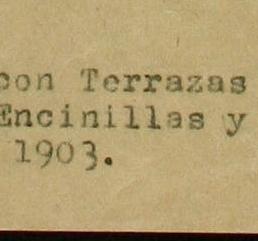 con Terrazas
Encinillas y
1903.